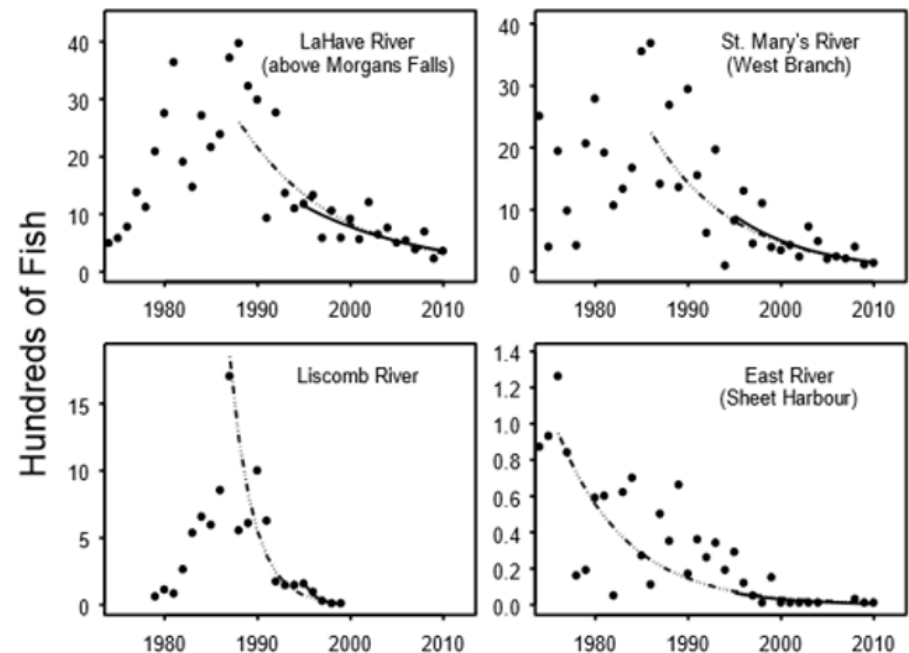 Hundreds of Fish
LaHave River
(above Morgans Falls)
40
30
20
10
0
1980 1990 2000 2010
St. Mary's River
(West Branch)
40
30
20
10
0
1980 1990 2000 2010
Liscomb River
15
10
5
0
1980 1990 2000 2010
East River
(Sheet Harbour)
1.4
1.2
1.0
0.8
0.6
0.4
0.2
0.0
1980 1990 2000 2010